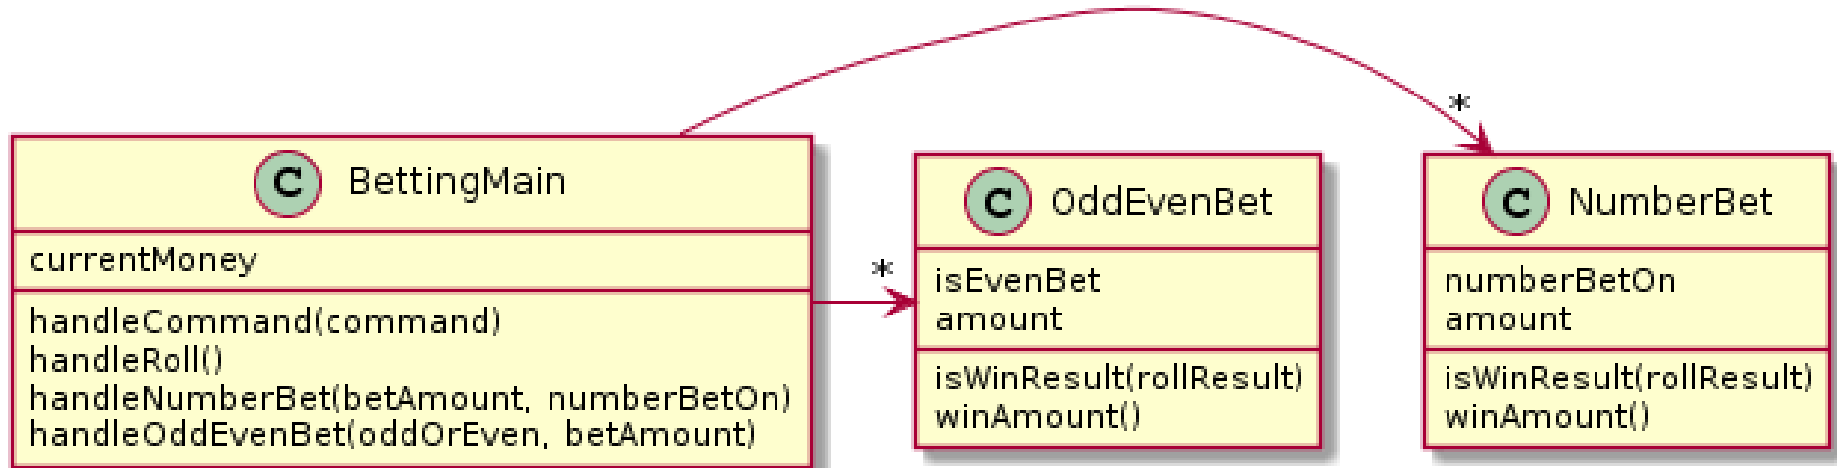 *
C BettingMain
currentMoney
handleCommand(command)
handleRoll()
handleNumberBet(betAmount, numberBetOn)
handleOddEvenBet(oddOrEven, betAmount)
*
C OddEvenBet
isEvenBet
amount
isWinResult(rollResult)
winAmount()
C NumberBet
numberBetOn
amount
isWinResult(rollResult)
winAmount()